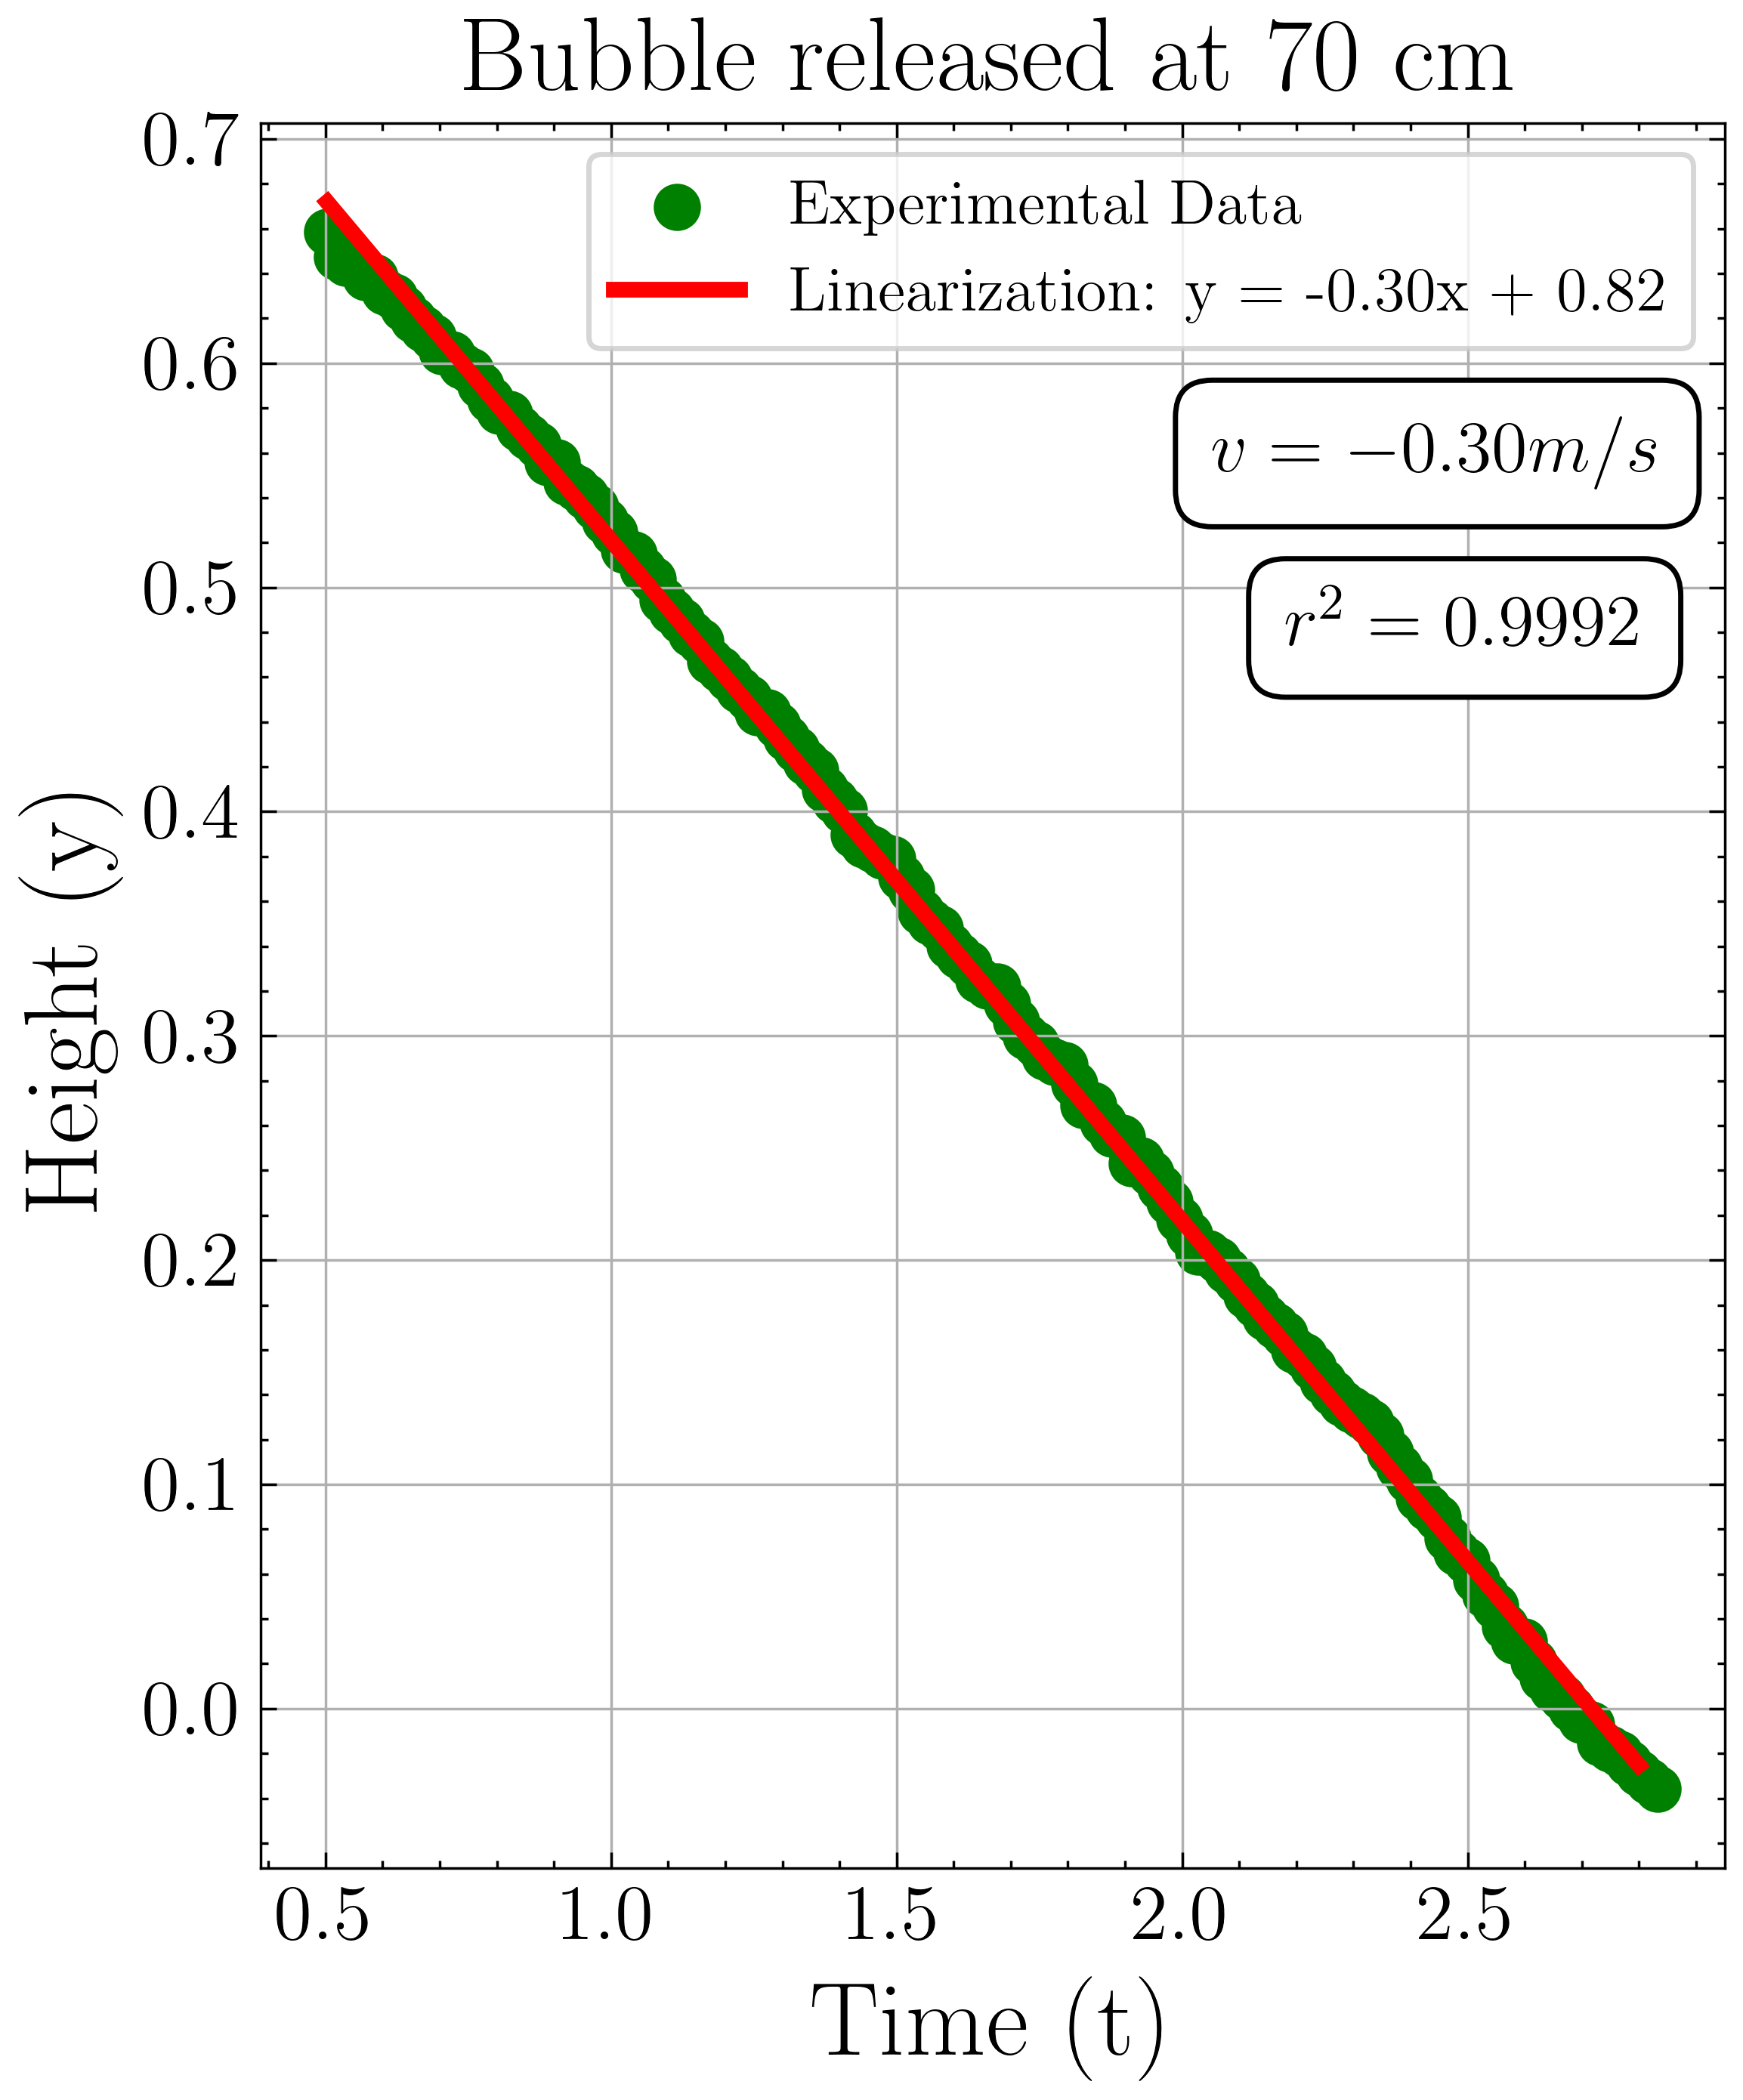 Bubble released at 70 cm
Experimental Data
Linearization: y = -0.30x + 0.82
v = −0.30m/s
r² = 0.9992
Height (y)
0.7
0.6
0.5
0.4
0.3
0.2
0.1
0.0
0.5 1.0 1.5 2.0 2.5
Time (t)